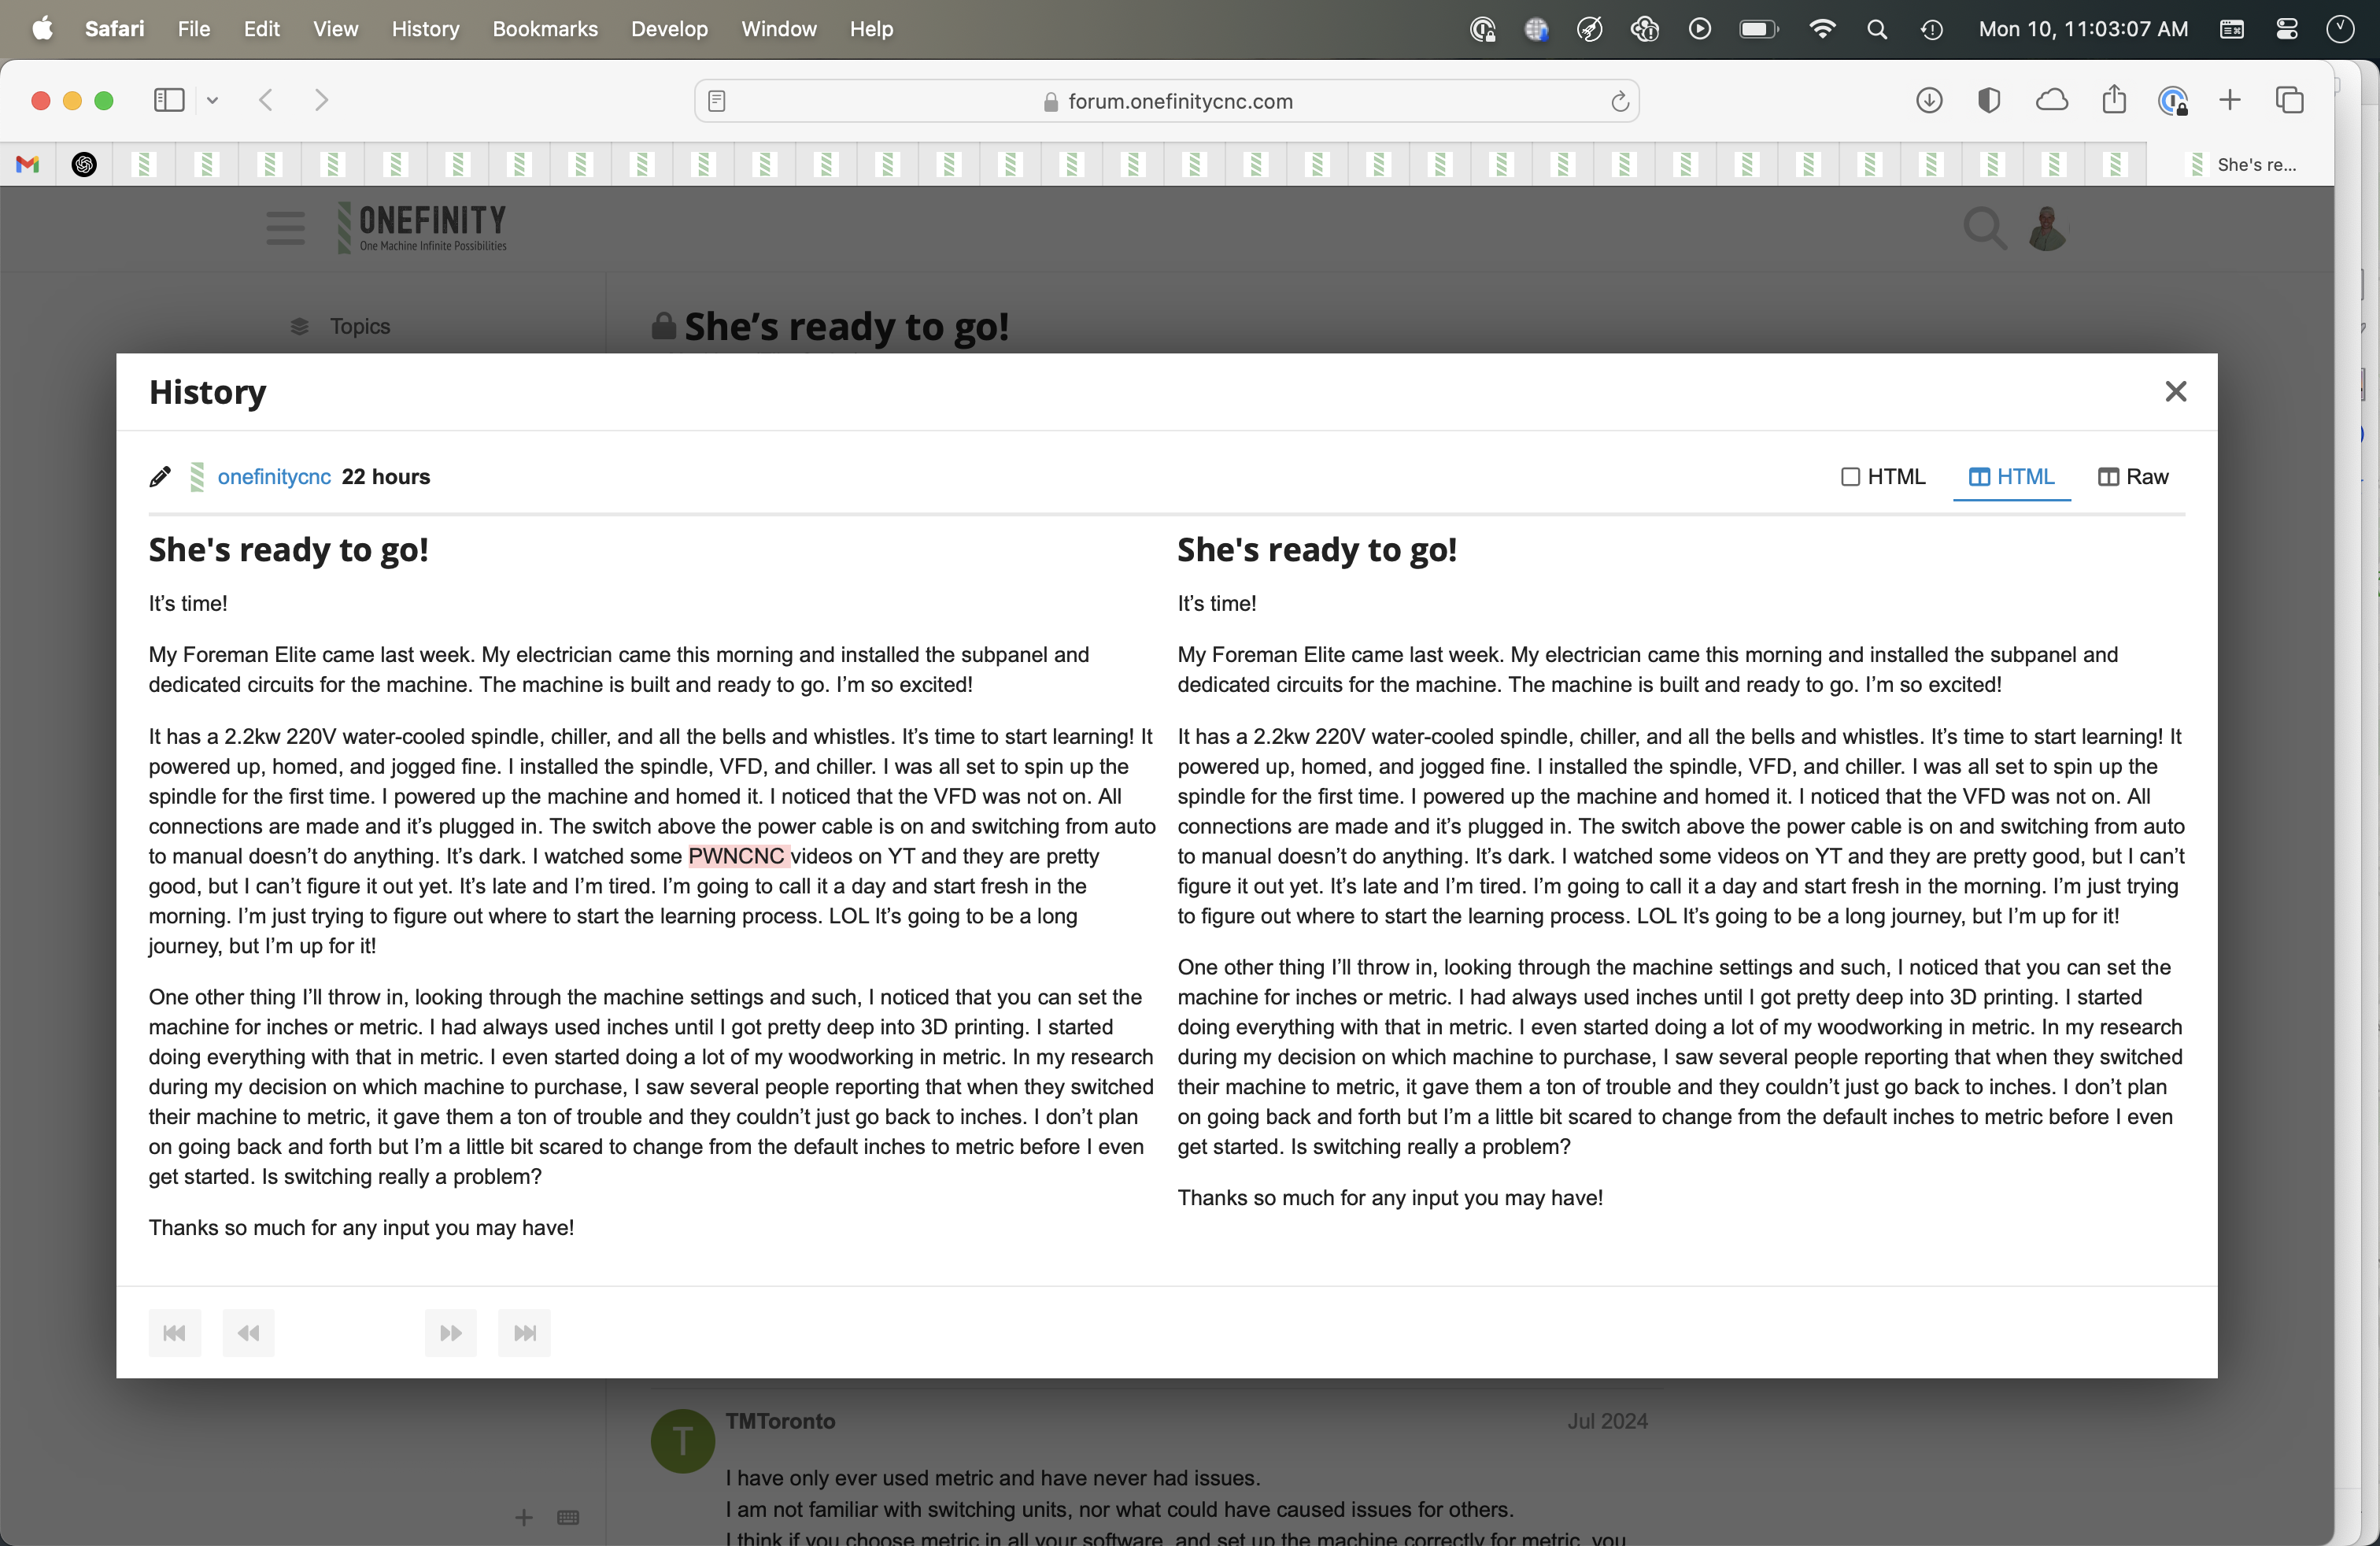 Safari File Edit View History Bookmarks Develop Window Help
Mon 10, 11:03:07 AM
forum.onefinitycnc.com
She's re...
ONEFINITY
One Machine Infinite Possibilities
Topics
She’s ready to go!
History
onefinitycnc 22 hours
HTML HTML Raw
She's ready to go!
It’s time!
My Foreman Elite came last week. My electrician came this morning and installed the subpanel and
dedicated circuits for the machine. The machine is built and ready to go. I’m so excited!
It has a 2.2kw 220V water-cooled spindle, chiller, and all the bells and whistles. It’s time to start learning! It
powered up, homed, and jogged fine. I installed the spindle, VFD, and chiller. I was all set to spin up the
spindle for the first time. I powered up the machine and homed it. I noticed that the VFD was not on. All
connections are made and it’s plugged in. The switch above the power cable is on and switching from auto
to manual doesn’t do anything. It’s dark. I watched some PWNCNC videos on YT and they are pretty
good, but I can’t figure it out yet. It’s late and I’m tired. I’m going to call it a day and start fresh in the
morning. I’m just trying to figure out where to start the learning process. LOL It’s going to be a long
journey, but I’m up for it!
One other thing I’ll throw in, looking through the machine settings and such, I noticed that you can set the
machine for inches or metric. I had always used inches until I got pretty deep into 3D printing. I started
doing everything with that in metric. I even started doing a lot of my woodworking in metric. In my research
during my decision on which machine to purchase, I saw several people reporting that when they switched
their machine to metric, it gave them a ton of trouble and they couldn’t just go back to inches. I don’t plan
on going back and forth but I’m a little bit scared to change from the default inches to metric before I even
get started. Is switching really a problem?
Thanks so much for any input you may have!
She's ready to go!
It’s time!
My Foreman Elite came last week. My electrician came this morning and installed the subpanel and
dedicated circuits for the machine. The machine is built and ready to go. I’m so excited!
It has a 2.2kw 220V water-cooled spindle, chiller, and all the bells and whistles. It’s time to start learning! It
powered up, homed, and jogged fine. I installed the spindle, VFD, and chiller. I was all set to spin up the
spindle for the first time. I powered up the machine and homed it. I noticed that the VFD was not on. All
connections are made and it’s plugged in. The switch above the power cable is on and switching from auto
to manual doesn’t do anything. It’s dark. I watched some videos on YT and they are pretty good, but I can’t
figure it out yet. It’s late and I’m tired. I’m going to call it a day and start fresh in the morning. I’m just trying
to figure out where to start the learning process. LOL It’s going to be a long journey, but I’m up for it!
One other thing I’ll throw in, looking through the machine settings and such, I noticed that you can set the
machine for inches or metric. I had always used inches until I got pretty deep into 3D printing. I started
doing everything with that in metric. I even started doing a lot of my woodworking in metric. In my research
during my decision on which machine to purchase, I saw several people reporting that when they switched
their machine to metric, it gave them a ton of trouble and they couldn’t just go back to inches. I don’t plan
on going back and forth but I’m a little bit scared to change from the default inches to metric before I even
get started. Is switching really a problem?
Thanks so much for any input you may have!
T
TMToronto
Jul 2024
I have only ever used metric and have never had issues.
I am not familiar with switching units, nor what could have caused issues for others.
I think if you choose metric in all your software, and set up the machine correctly for metric, you